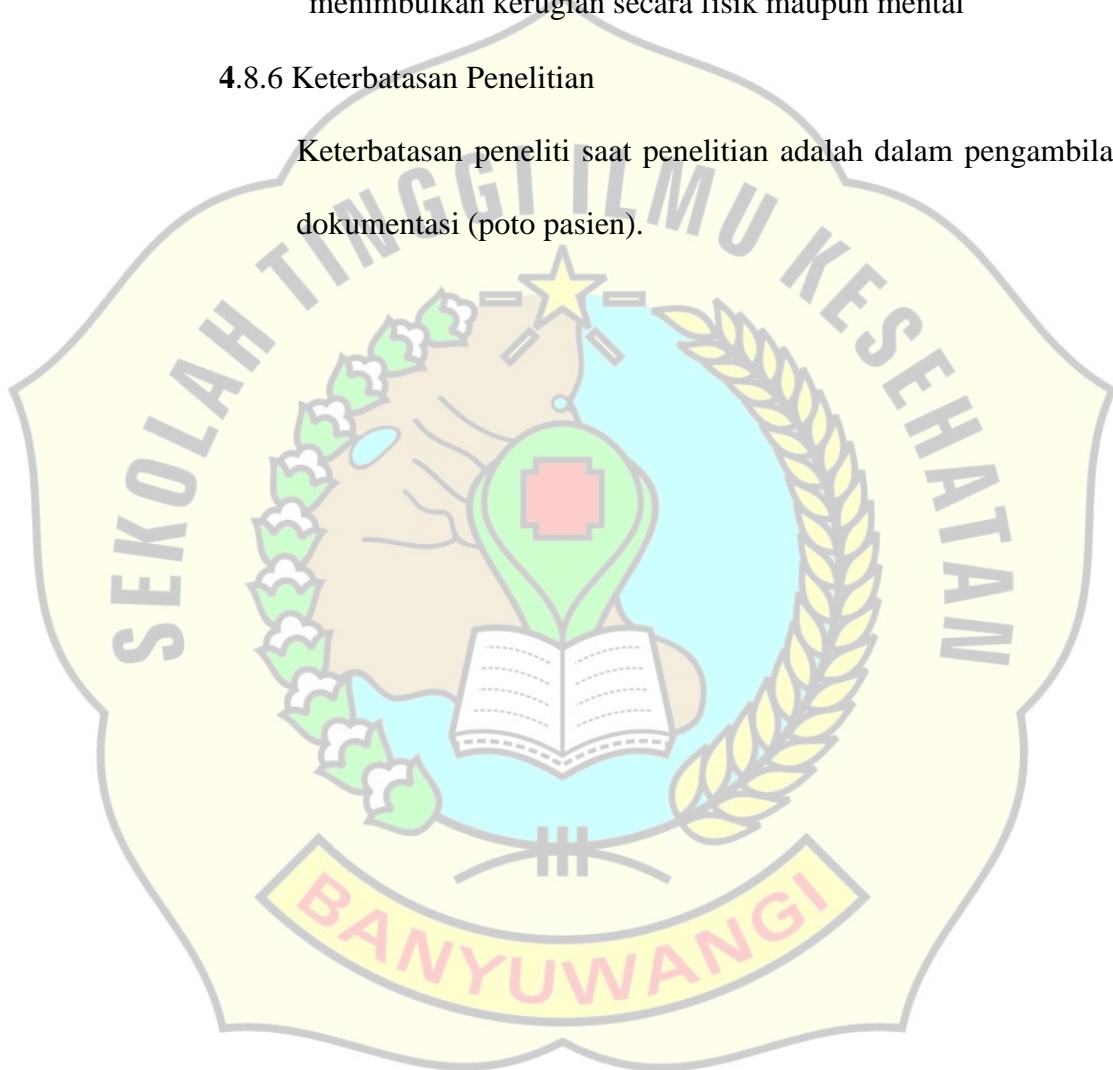 menimbulkan kerugian secara fisik maupun mental
4.8.6 Keterbatasan Penelitian
Keterbatasan peneliti saat penelitian adalah dalam pengambila
dokumentasi (poto pasien).
SEKOLAH TINGGI ILMU KESEHATAN
BANYUWANGI